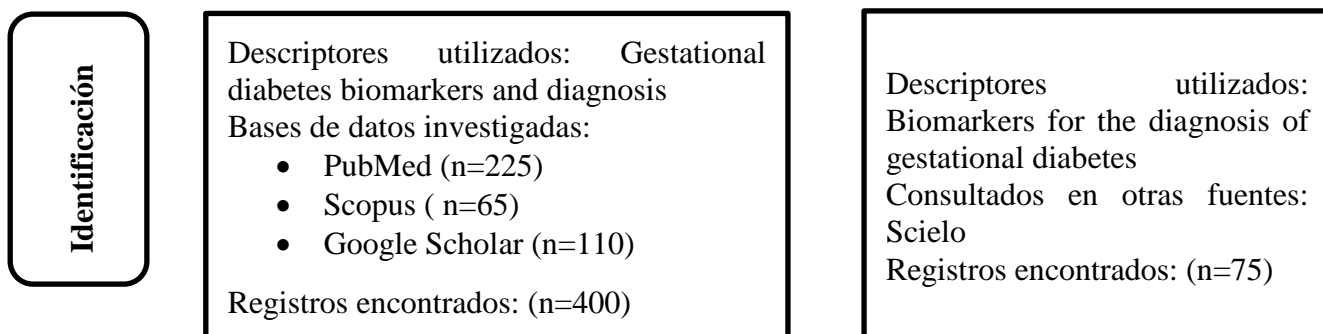 Identificación
Descriptores utilizados: Gestational
diabetes biomarkers and diagnosis
Bases de datos investigadas:
• PubMed (n=225)
• Scopus ( n=65)
• Google Scholar (n=110)
Registros encontrados: (n=400)
Descriptores utilizados:
Biomarkers for the diagnosis of
gestational diabetes
Consultados en otras fuentes:
Scielo
Registros encontrados: (n=75)